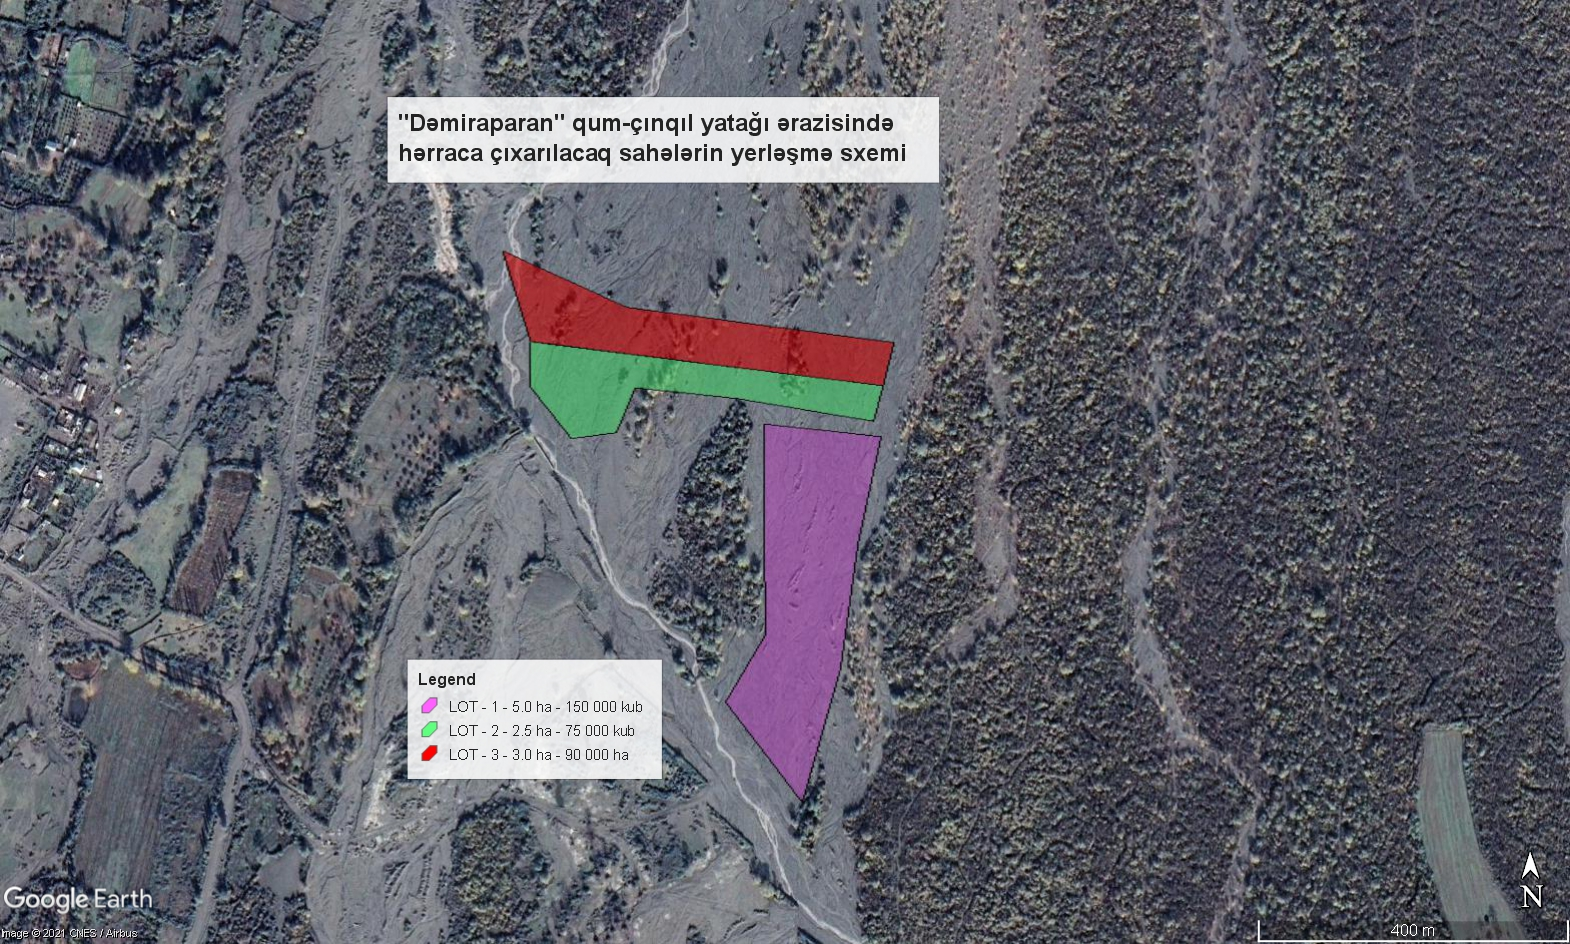 "Dəmiraparan" qum-çınqıl yatağı ərazisində
hərraca çıxarılacaq sahələrin yerləşmə sxemi
Legend
LOT - 1 - 5.0 ha - 150 000 kub
LOT - 2 - 2.5 ha - 75 000 kub
LOT - 3 - 3.0 ha - 90 000 ha
Google Earth
N
mage © 2021 CNES / Airbus
400 m